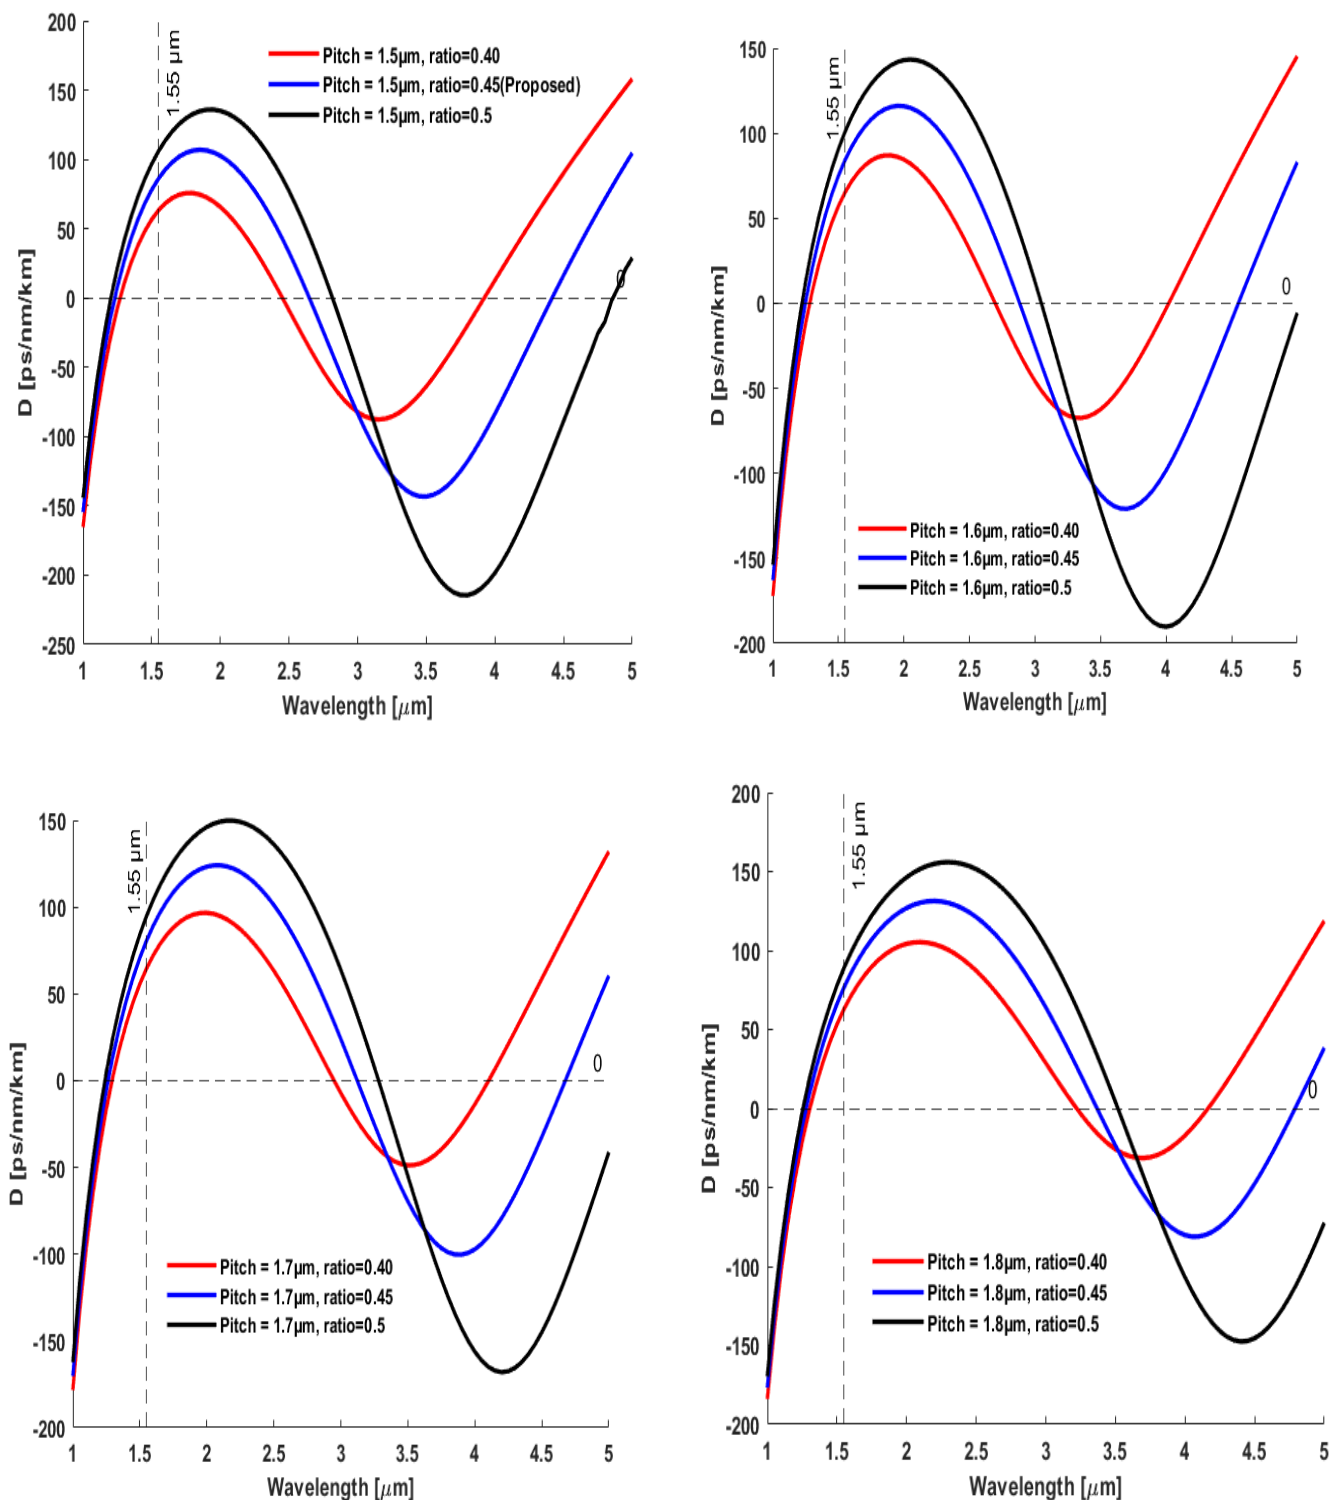 200
150
100
50
0
-50
-100
-150
-200
-250
D [ps/nm/km]
1.55 µm
Pitch = 1.5µm, ratio=0.40
Pitch = 1.5µm, ratio=0.45(Proposed)
Pitch = 1.5µm, ratio=0.5
0
1 1.5 2 2.5 3 3.5 4 4.5 5
Wavelength [μm]
150
100
50
0
-50
-100
-150
-200
D [ps/nm/km]
1.55 µm
0
Pitch = 1.6µm, ratio=0.40
Pitch = 1.6µm, ratio=0.45
Pitch = 1.6µm, ratio=0.5
1 1.5 2 2.5 3 3.5 4 4.5 5
Wavelength [μm]
150
100
50
0
-50
-100
-150
-200
D [ps/nm/km]
1.55 µm
0
Pitch = 1.7µm, ratio=0.40
Pitch = 1.7µm, ratio=0.45
Pitch = 1.7µm, ratio=0.5
1 1.5 2 2.5 3 3.5 4 4.5 5
Wavelength [μm]
200
150
100
50
0
-50
-100
-150
-200
D [ps/nm/km]
1.55 µm
0
Pitch = 1.8µm, ratio=0.40
Pitch = 1.8µm, ratio=0.45
Pitch = 1.8µm, ratio=0.5
1 1.5 2 2.5 3 3.5 4 4.5 5
Wavelength [μm]